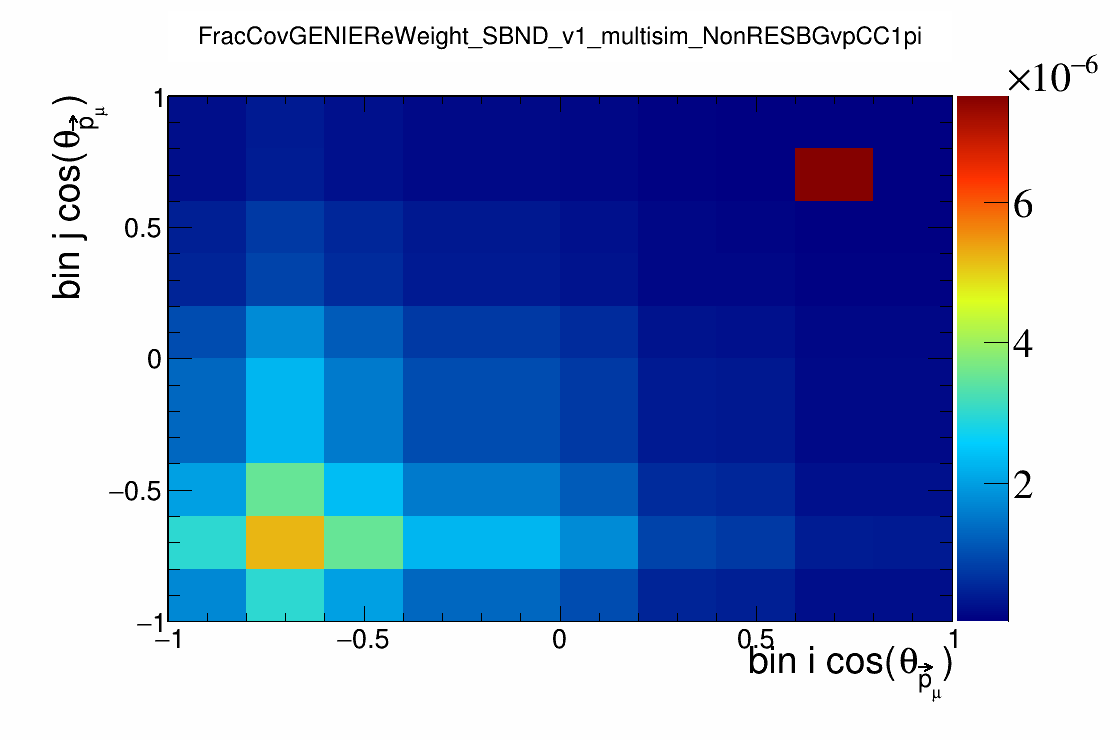 FracCovGENIEReWeight_SBND_v1_multisim_NonRESBGvpCC1pi
×10⁻⁶
bin j cos(θ_p⃗_μ)
1
0.5
0
−0.5
−1
6
4
2
−1 −0.5 0 0.5 1
bin i cos(θ_p⃗_μ)